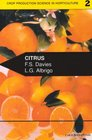 CROP PRODUCTION SCIENCE IN HORTICULTURE
2
CITRUS
F.S. Davies
L.G. Albrigo